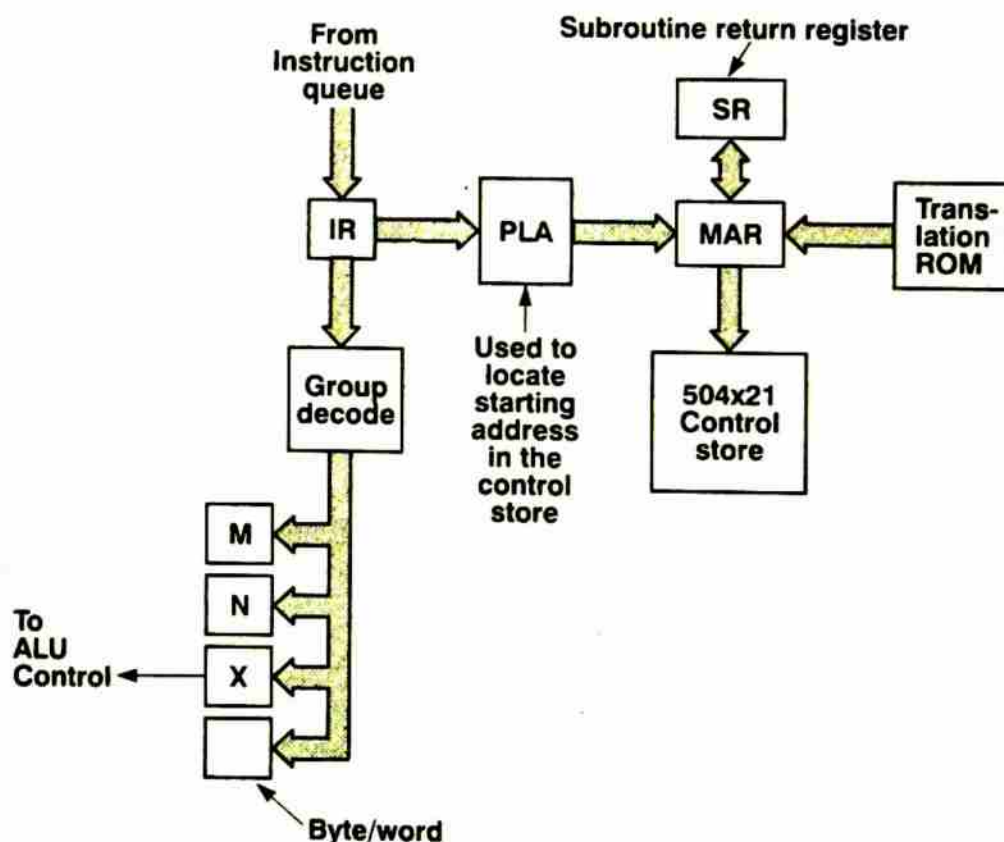 From
Instruction
queue
Subroutine return register
SR
IR
PLA
MAR
Trans-
lation
ROM
Group
decode
Used to
locate
starting
address
in the
control
store
504x21
Control
store
M
N
To
ALU
Control
X
Byte/word